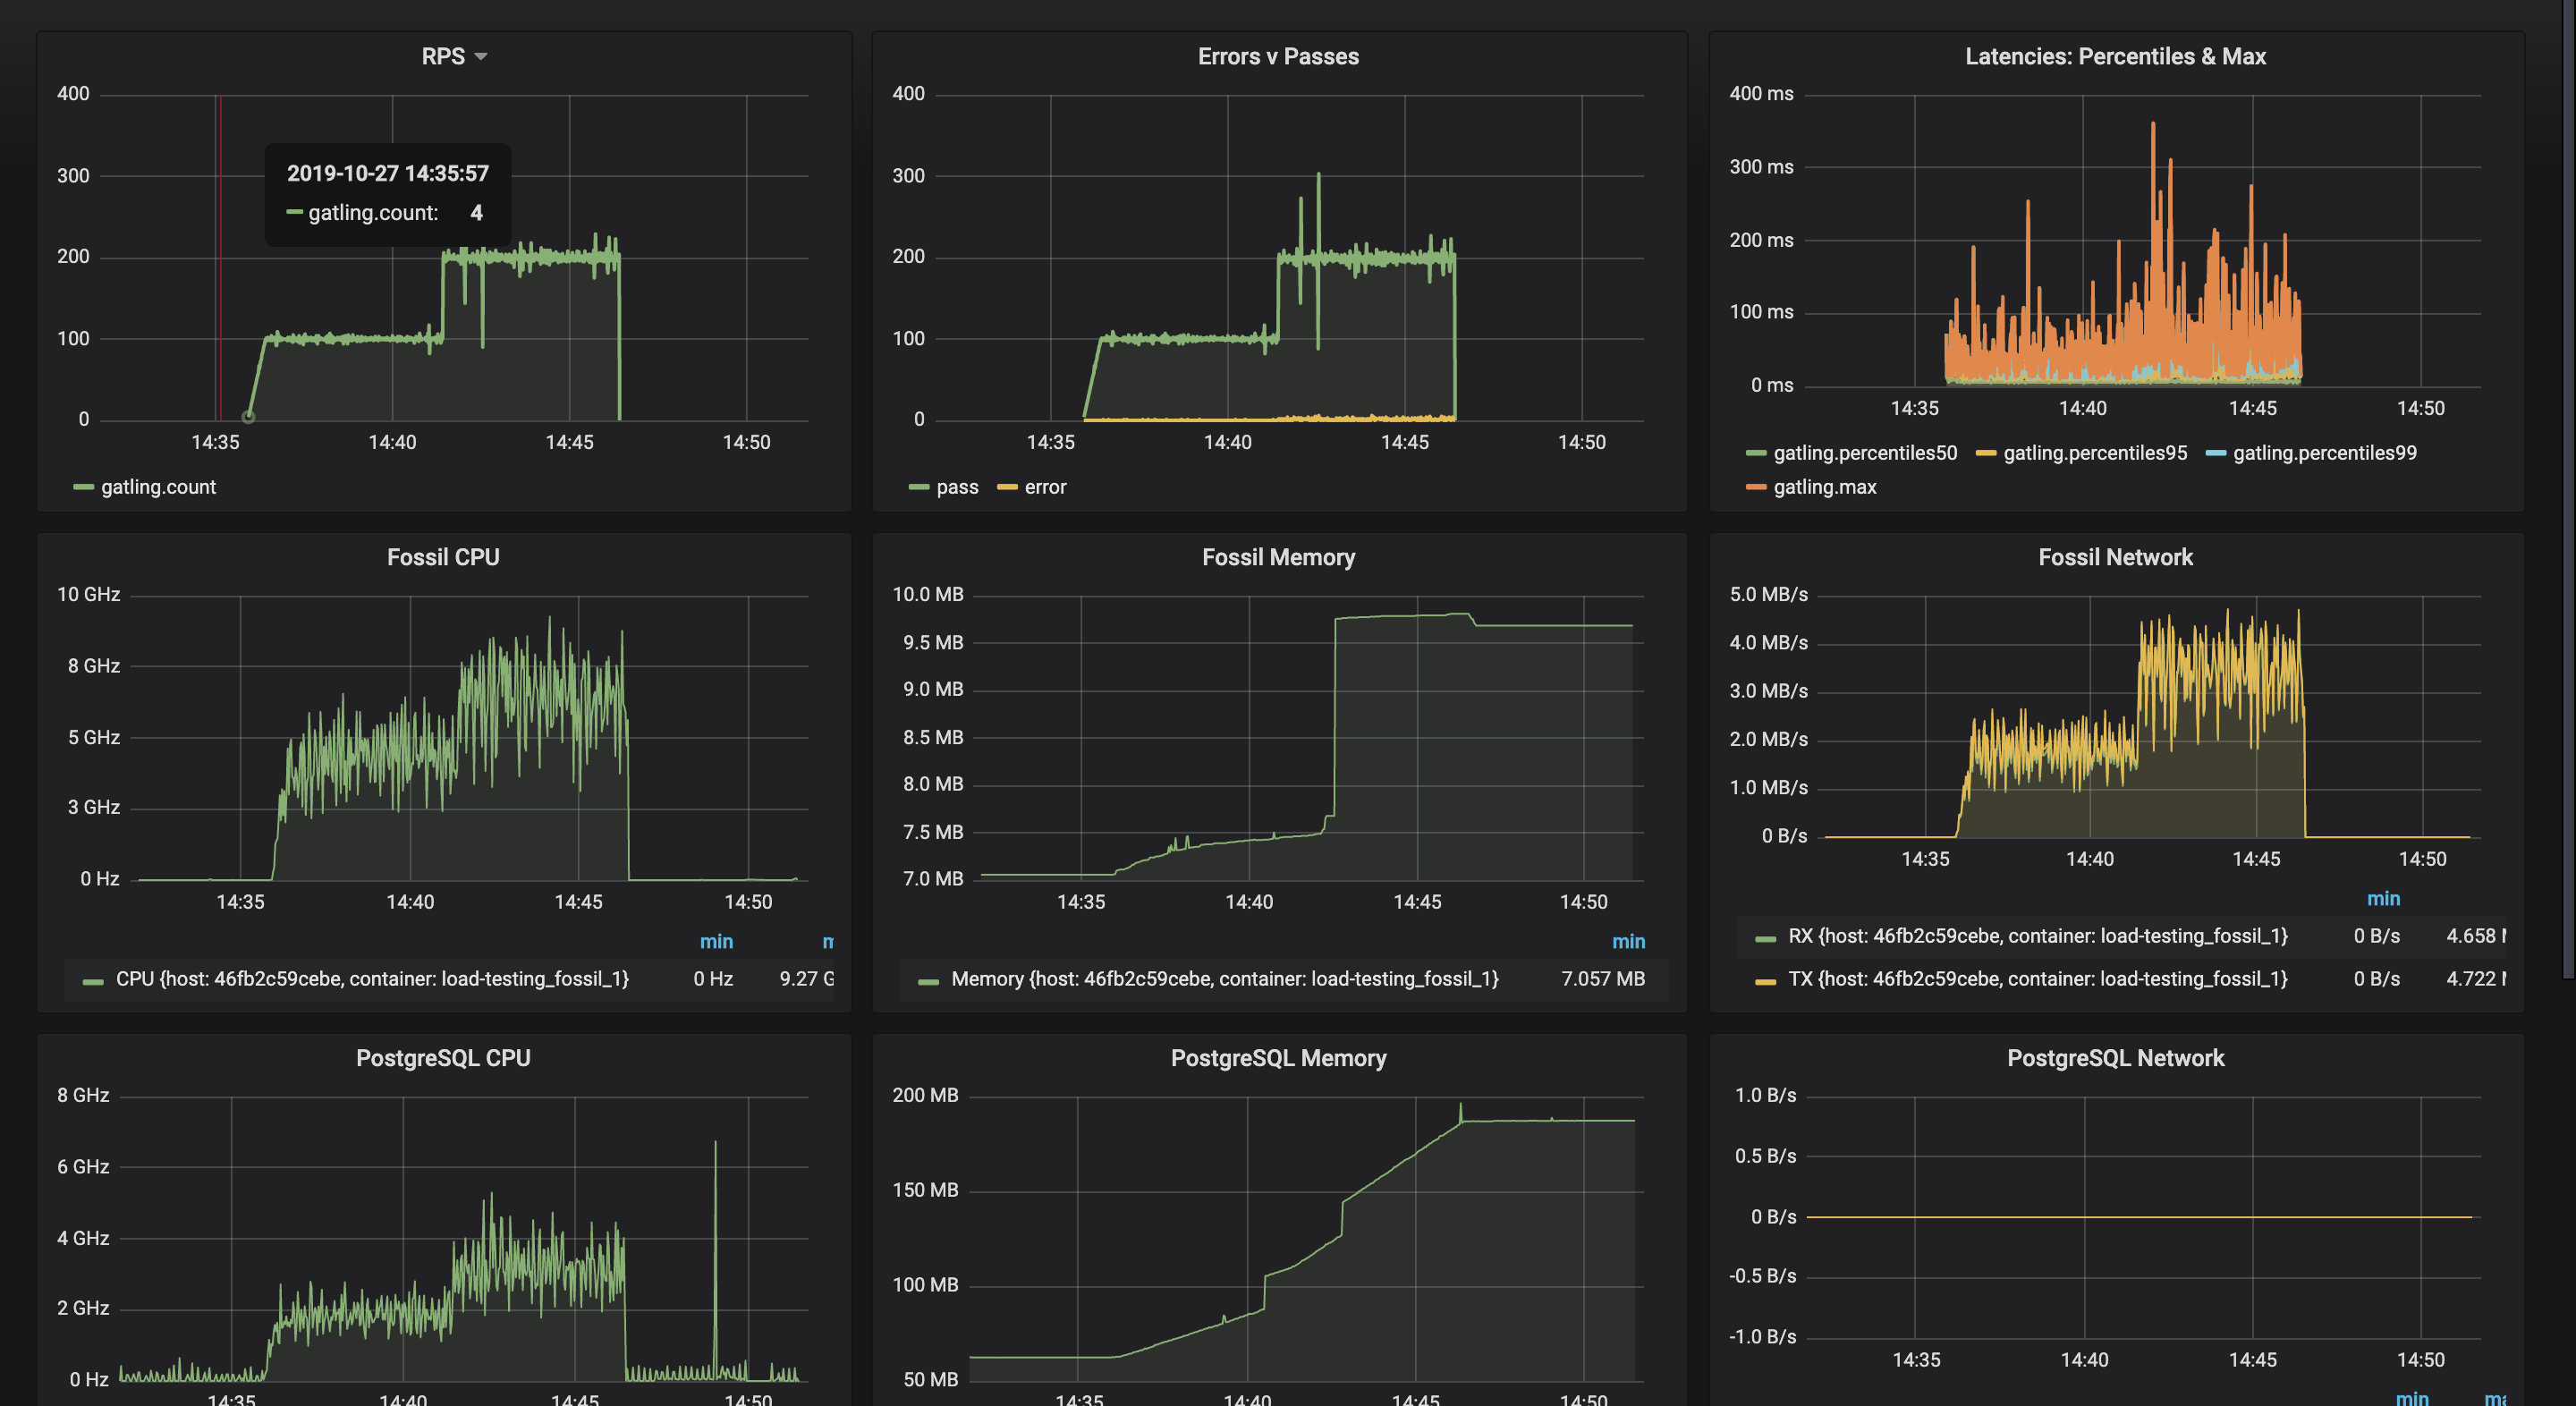 RPS
400
300
200
100
0
14:35 14:40 14:45 14:50
2019-10-27 14:35:57
gatling.count: 4
gatling.count
Errors v Passes
400
300
200
100
0
14:35 14:40 14:45 14:50
pass error
Latencies: Percentiles & Max
400 ms
300 ms
200 ms
100 ms
0 ms
14:35 14:40 14:45 14:50
gatling.percentiles50 gatling.percentiles95 gatling.percentiles99
gatling.max
Fossil CPU
10 GHz
8 GHz
5 GHz
3 GHz
0 Hz
14:35 14:40 14:45 14:50
min
CPU {host: 46fb2c59cebe, container: load-testing_fossil_1} 0 Hz 9.27 G
Fossil Memory
10.0 MB
9.5 MB
9.0 MB
8.5 MB
8.0 MB
7.5 MB
7.0 MB
14:35 14:40 14:45 14:50
min
Memory {host: 46fb2c59cebe, container: load-testing_fossil_1} 7.057 MB
Fossil Network
5.0 MB/s
4.0 MB/s
3.0 MB/s
2.0 MB/s
1.0 MB/s
0 B/s
14:35 14:40 14:45 14:50
min
RX {host: 46fb2c59cebe, container: load-testing_fossil_1} 0 B/s 4.658
TX {host: 46fb2c59cebe, container: load-testing_fossil_1} 0 B/s 4.722
PostgreSQL CPU
8 GHz
6 GHz
4 GHz
2 GHz
0 Hz
14:35 14:40 14:45 14:50
PostgreSQL Memory
200 MB
150 MB
100 MB
50 MB
14:35 14:40 14:45 14:50
PostgreSQL Network
1.0 B/s
0.5 B/s
0 B/s
-0.5 B/s
-1.0 B/s
14:35 14:40 14:45 14:50
min